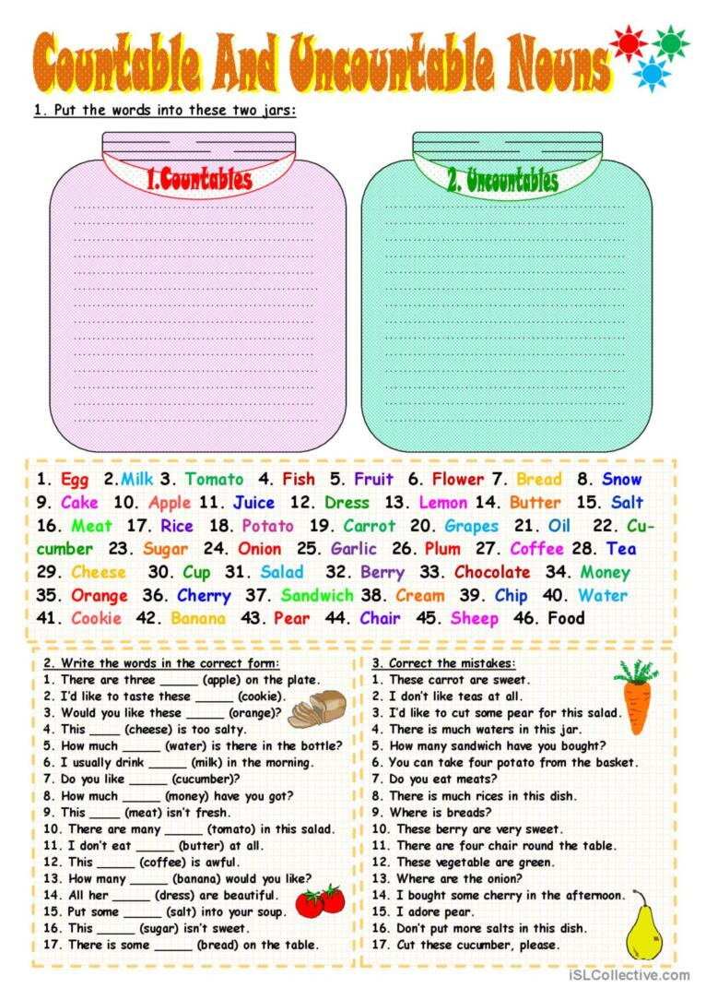 Countable And Uncountable Nouns
1. Put the words into these two jars:
1.Countables
2. Uncountables
1. Egg 2.Milk 3. Tomato 4. Fish 5. Fruit 6. Flower 7. Bread 8. Snow
9. Cake 10. Apple 11. Juice 12. Dress 13. Lemon 14. Butter 15. Salt
16. Meat 17. Rice 18. Potato 19. Carrot 20. Grapes 21. Oil 22. Cu-
cumber 23. Sugar 24. Onion 25. Garlic 26. Plum 27. Coffee 28. Tea
29. Cheese 30. Cup 31. Salad 32. Berry 33. Chocolate 34. Money
35. Orange 36. Cherry 37. Sandwich 38. Cream 39. Chip 40. Water
41. Cookie 42. Banana 43. Pear 44. Chair 45. Sheep 46. Food
2. Write the words in the correct form:
1. There are three _____ (apple) on the plate.
2. I'd like to taste these _____ (cookie).
3. Would you like these _____ (orange)?
4. This ____ (cheese) is too salty.
5. How much _____ (water) is there in the bottle?
6. I usually drink _____ (milk) in the morning.
7. Do you like _____ (cucumber)?
8. How much _____ (money) have you got?
9. This ____ (meat) isn't fresh.
10. There are many _____ (tomato) in this salad.
11. I don't eat _____ (butter) at all.
12. This _____ (coffee) is awful.
13. How many _____ (banana) would you like?
14. All her _____ (dress) are beautiful.
15. Put some _____ (salt) into your soup.
16. This _____ (sugar) isn't sweet.
17. There is some _____ (bread) on the table.
3. Correct the mistakes:
1. These carrot are sweet.
2. I don't like teas at all.
3. I'd like to cut some pear for this salad.
4. There is much waters in this jar.
5. How many sandwich have you bought?
6. You can take four potato from the basket.
7. Do you eat meats?
8. There is much rices in this dish.
9. Where is breads?
10. These berry are very sweet.
11. There are four chair round the table.
12. These vegetable are green.
13. Where are the onion?
14. I bought some cherry in the afternoon.
15. I adore pear.
16. Don't put more salts in this dish.
17. Cut these cucumber, please.
iSLCollective.com